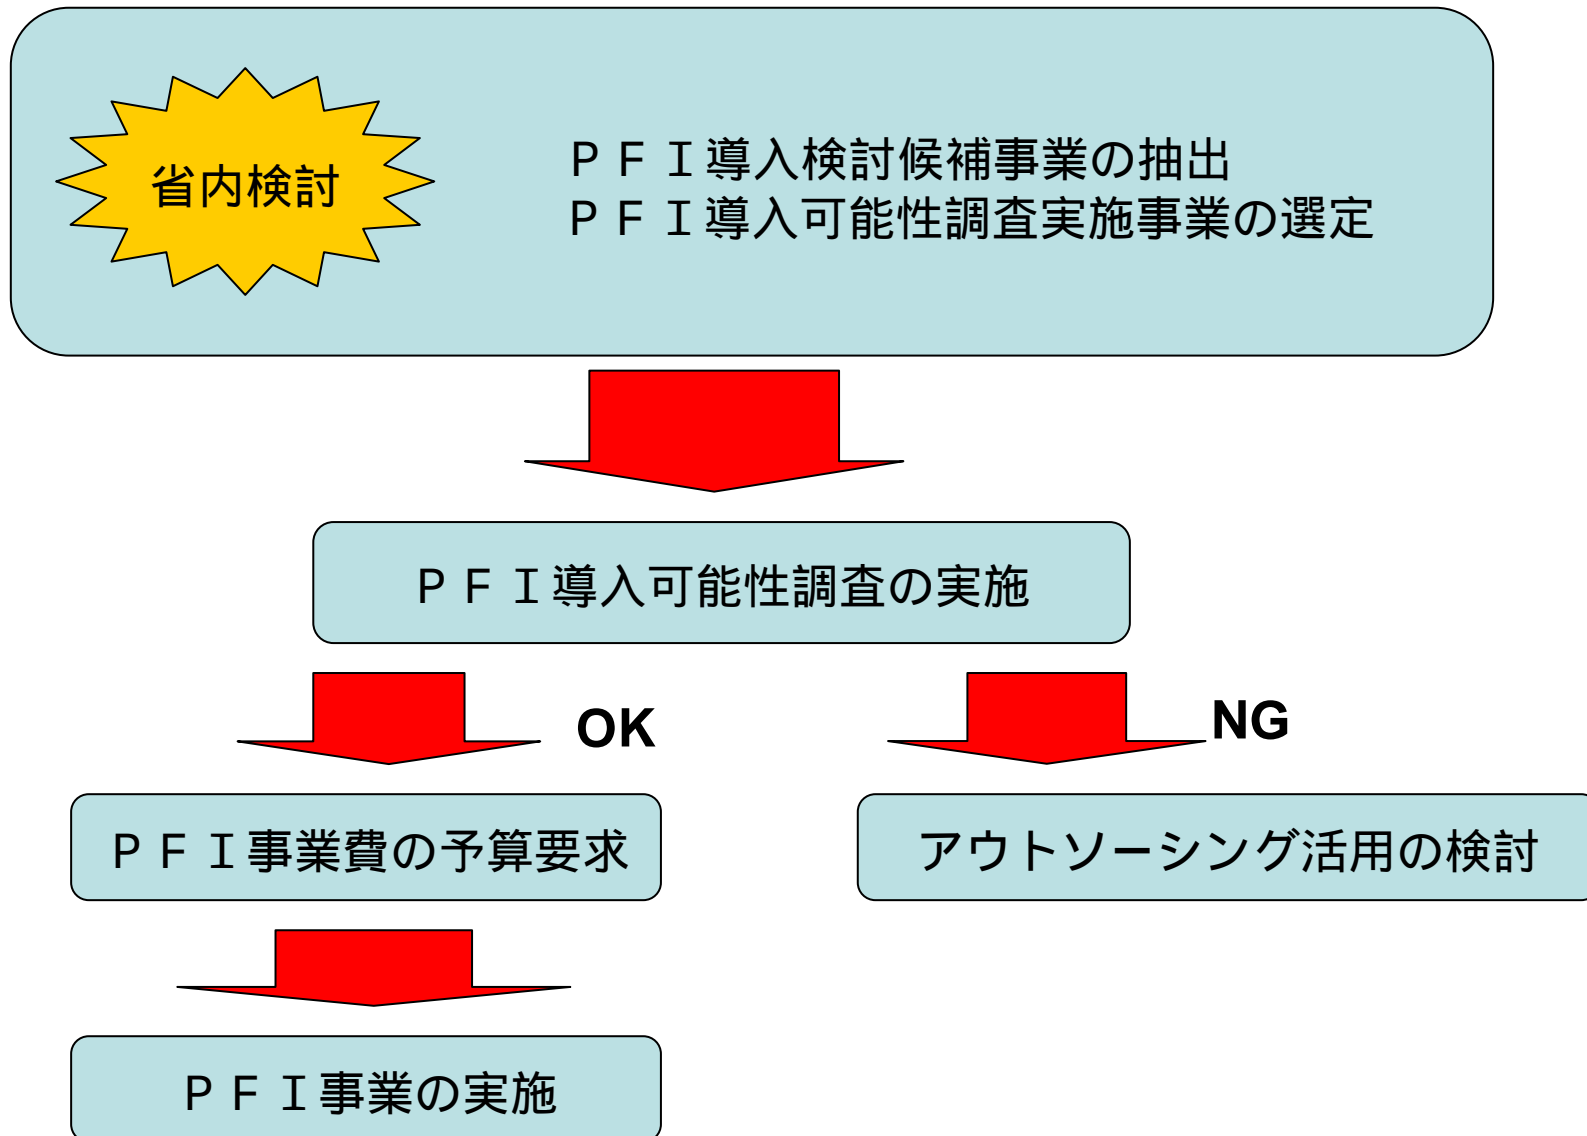 省内検討
ＰＦＩ導入検討候補事業の抽出
ＰＦＩ導入可能性調査実施事業の選定
ＰＦＩ導入可能性調査の実施
OK
NG
ＰＦＩ事業費の予算要求
アウトソーシング活用の検討
ＰＦＩ事業の実施